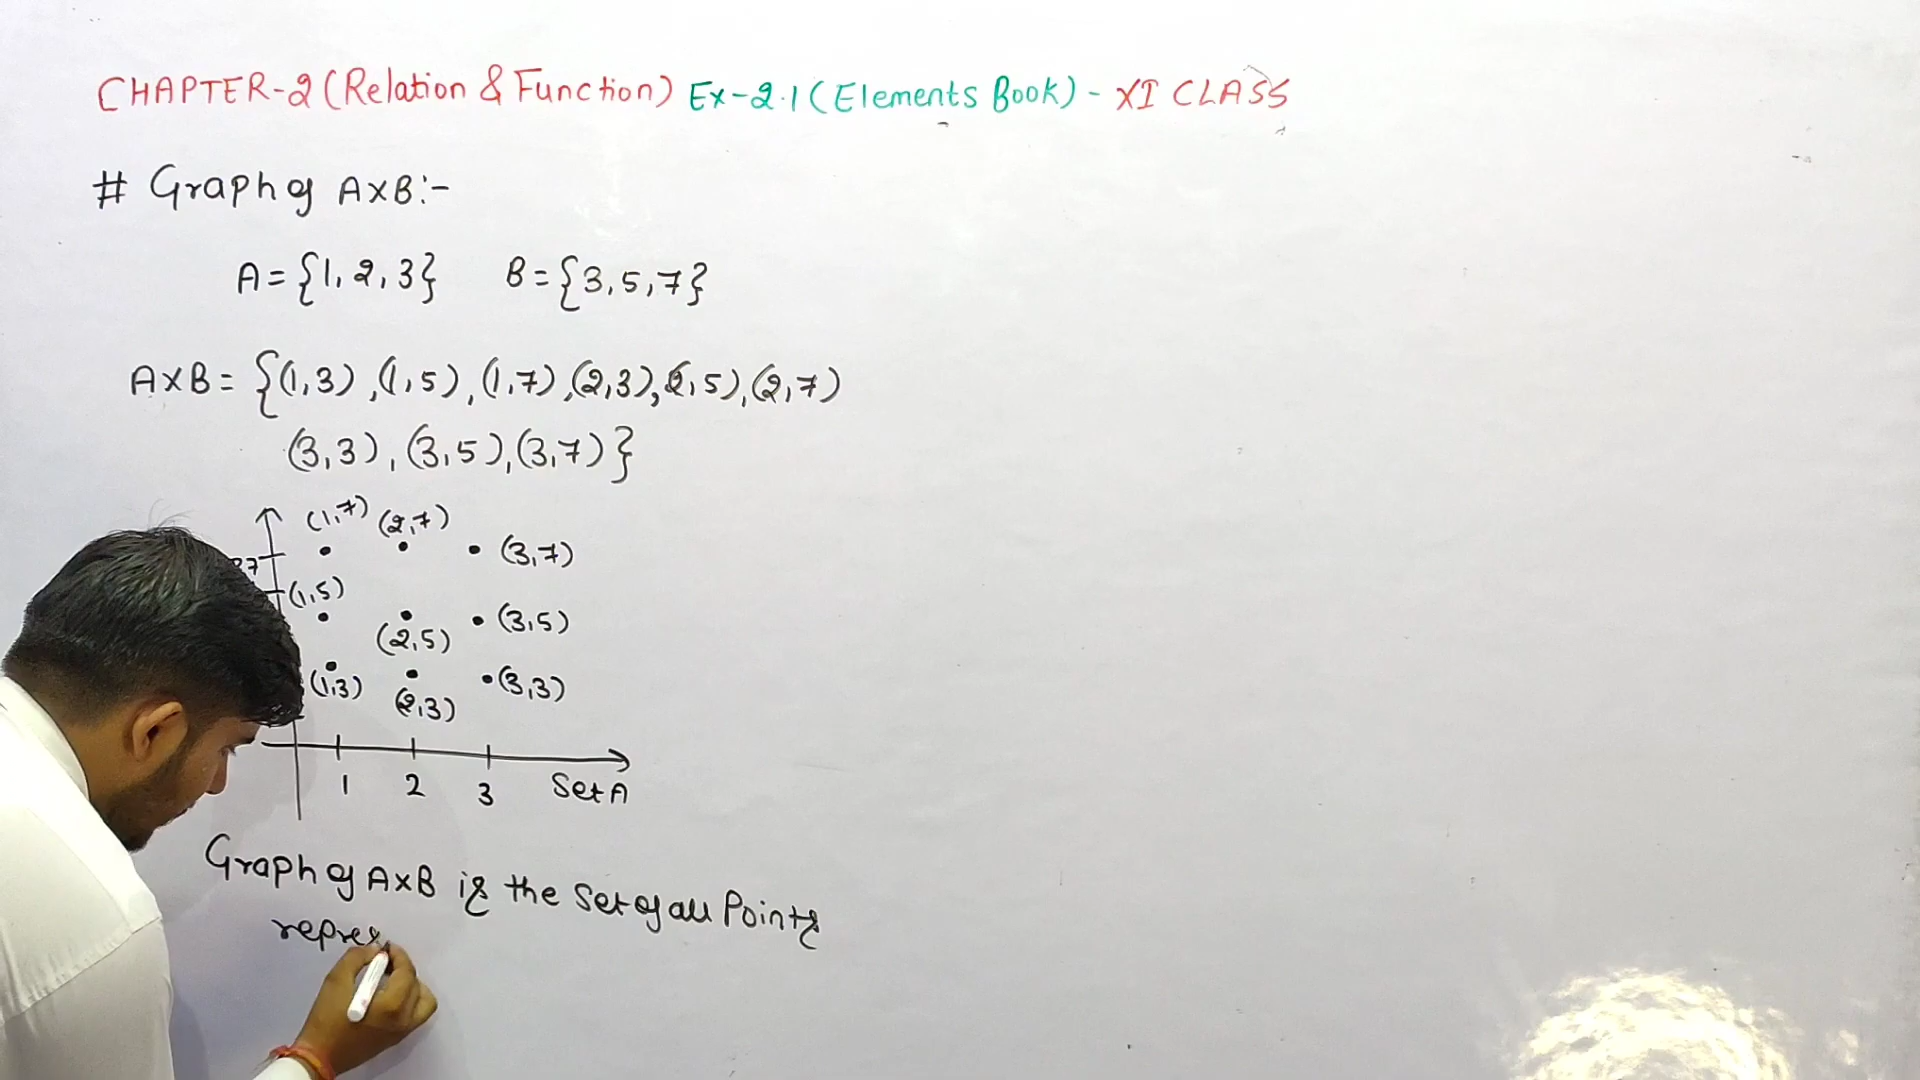 CHAPTER-2 (Relation & Function) Ex-2.1 (Elements Book) - XI CLASS
# Graph of A×B:-
A={1,2,3} B={3,5,7}
A×B= {(1,3),(1,5),(1,7),(2,3),(2,5),(2,7)
(3,3),(3,5),(3,7)}
(1,7) (2,7)
7 (3,7)
(1,5)
(2,5) (3,5)
(1,3) (2,3) (3,3)
1 2 3 Set A
Graph of A×B is the Set of all Points
repres